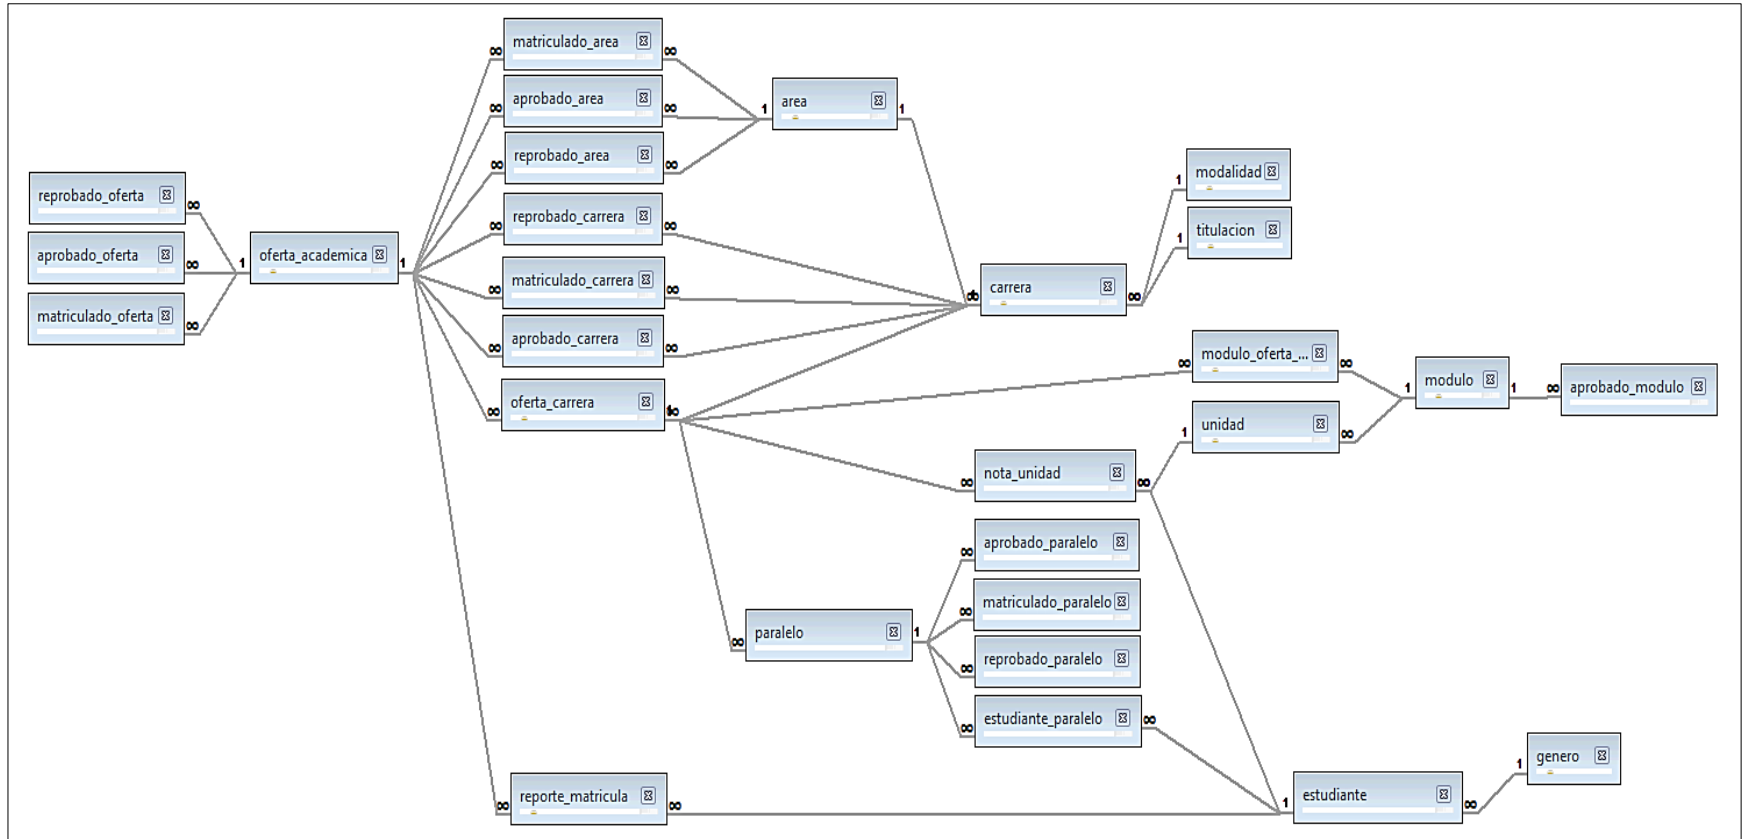 matriculado_area
aprobado_area
reprobado_area
area
modalidad
titulacion
reprobado_oferta
aprobado_oferta
matriculado_oferta
oferta_academica
reprobado_carrera
matriculado_carrera
aprobado_carrera
oferta_carrera
carrera
modulo_oferta_...
modulo
aprobado_modulo
unidad
nota_unidad
aprobado_paralelo
matriculado_paralelo
reprobado_paralelo
estudiante_paralelo
paralelo
reporte_matricula
estudiante
genero